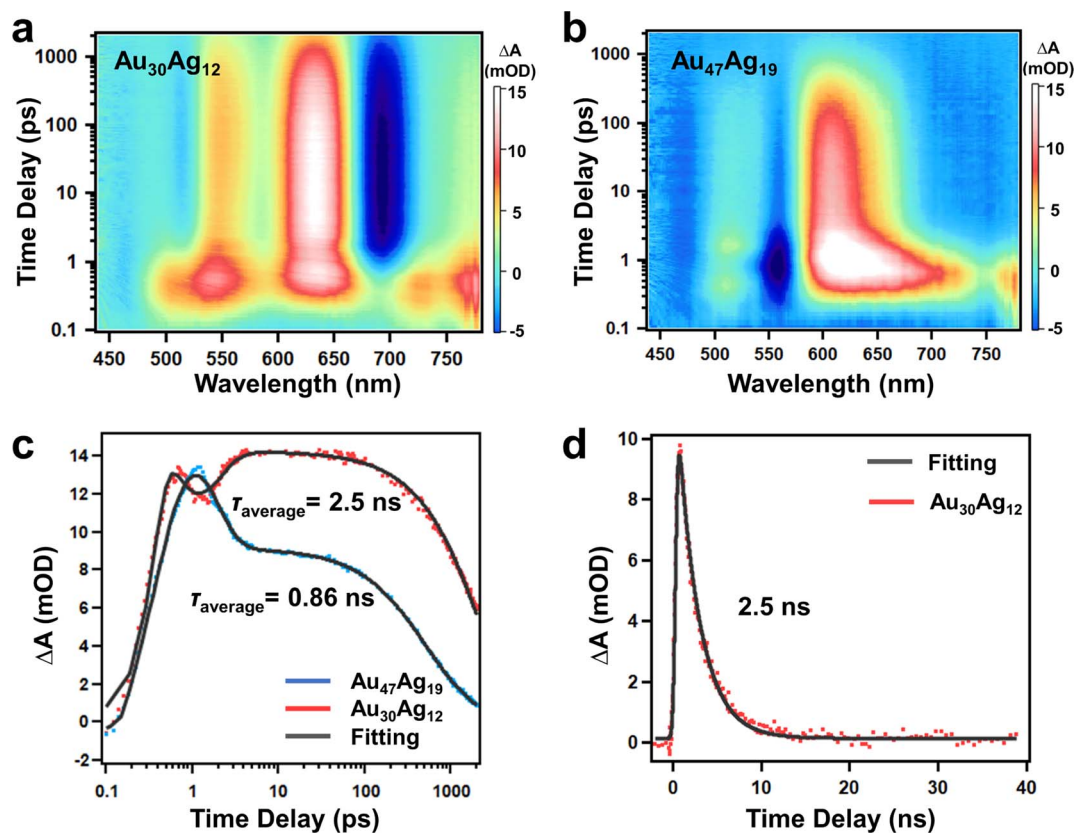 a
Au30Ag12
ΔA
(mOD)
15
10
5
0
-5
1000
100
10
1
0.1
Time Delay (ps)
450 500 550 600 650 700 750
Wavelength (nm)
b
Au47Ag19
ΔA
(mOD)
15
10
5
0
-5
1000
100
10
1
0.1
Time Delay (ps)
450 500 550 600 650 700 750
Wavelength (nm)
c
14
12
10
8
6
4
2
0
-2
ΔA (mOD)
τaverage= 2.5 ns
τaverage= 0.86 ns
Au47Ag19
Au30Ag12
Fitting
0.1 1 10 100 1000
Time Delay (ps)
d
10
8
6
4
2
0
ΔA (mOD)
Fitting
Au30Ag12
2.5 ns
0 10 20 30 40
Time Delay (ns)